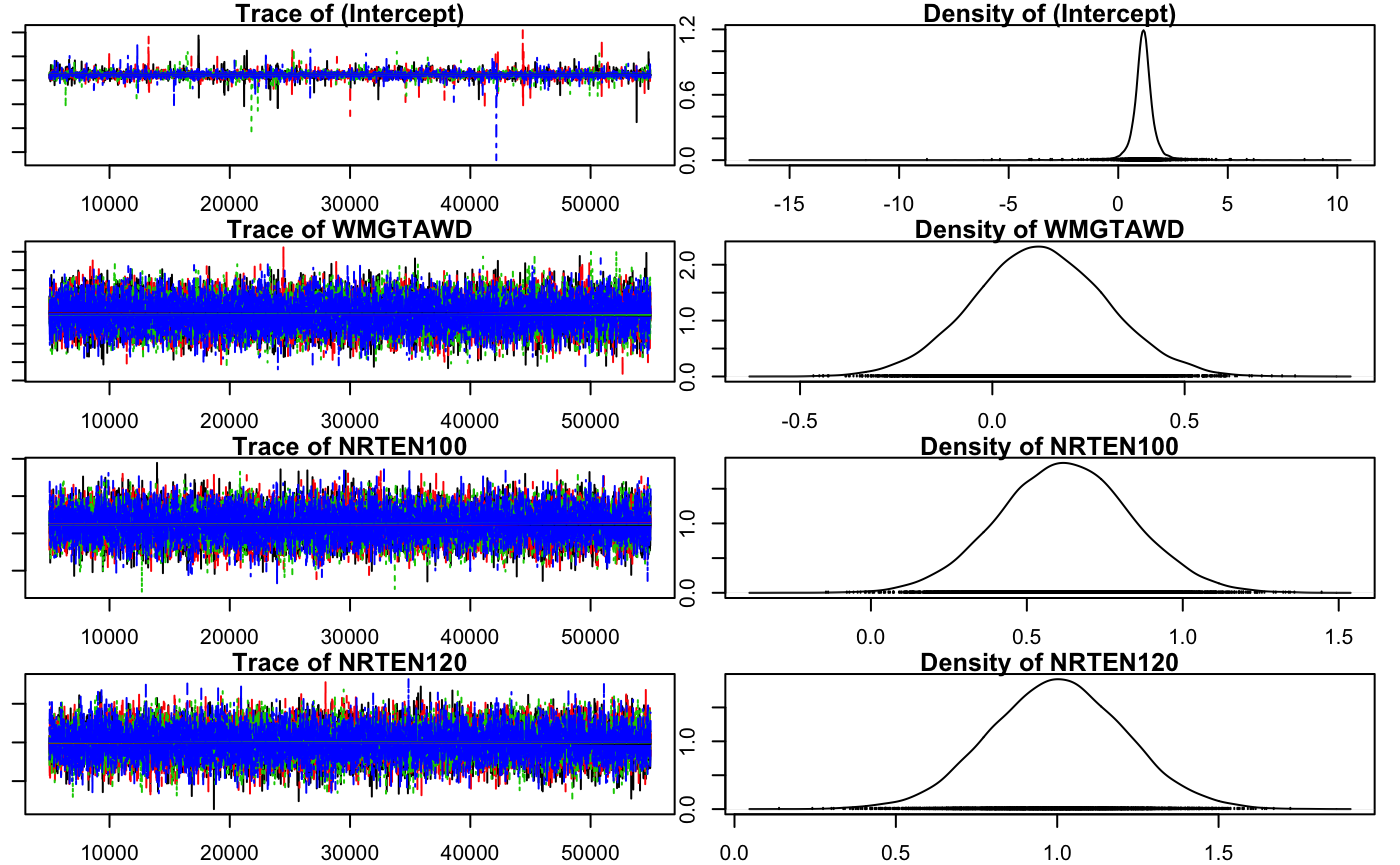 Trace of (Intercept)
10000 20000 30000 40000 50000
Density of (Intercept)
0.0 0.6 1.2
-15 -10 -5 0 5 10
Trace of WMGTAWD
10000 20000 30000 40000 50000
Density of WMGTAWD
0.0 1.0 2.0
-0.5 0.0 0.5
Trace of NRTEN100
10000 20000 30000 40000 50000
Density of NRTEN100
0.0 1.0
0.0 0.5 1.0 1.5
Trace of NRTEN120
10000 20000 30000 40000 50000
Density of NRTEN120
0.0 1.0
0.0 0.5 1.0 1.5